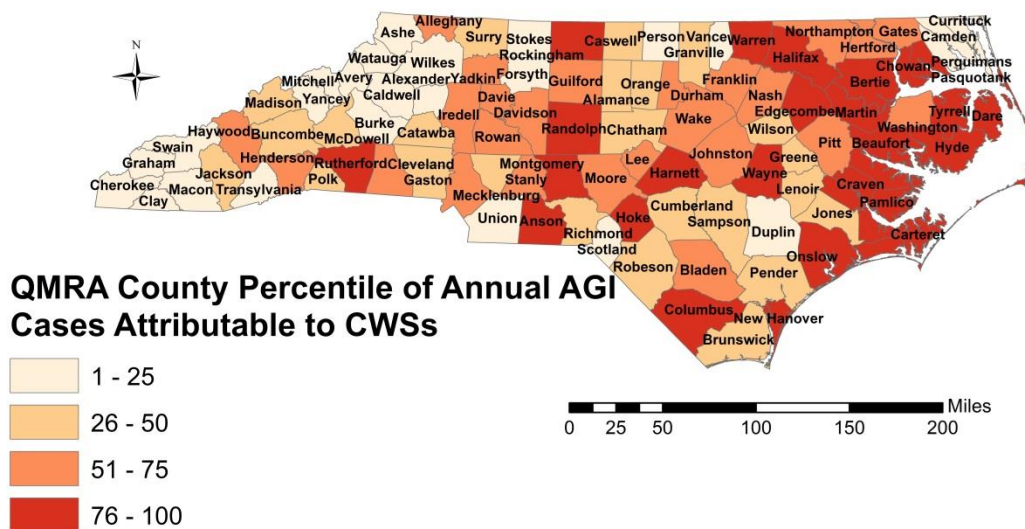 N
Ashe
Alleghany
Surry
Stokes
Rockingham
Caswell
Person
Vance
Granville
Warren
Northampton
Gates
Hertford
Currituck
Camden
Perquimans
Pasquotank
Chowan
Bertie
Halifax
Watauga
Wilkes
Forsyth
Guilford
Orange
Franklin
Nash
Mitchell
Avery
Alexander
Yadkin
Yancey
Caldwell
Davie
Davidson
Alamance
Durham
Edgecombe
Martin
Tyrrell
Dare
Washington
Madison
Iredell
Wake
Wilson
Haywood
Buncombe
McDowell
Burke
Catawba
Rowan
Randolph
Chatham
Pitt
Beaufort
Hyde
Swain
Graham
Jackson
Henderson
Rutherford
Polk
Cleveland
Gaston
Montgomery
Stanly
Lee
Moore
Johnston
Harnett
Wayne
Greene
Lenoir
Craven
Pamlico
Cherokee
Clay
Macon
Transylvania
Mecklenburg
Union
Anson
Richmond
Scotland
Hoke
Cumberland
Sampson
Duplin
Jones
Carteret
Onslow
Robeson
Bladen
Pender
Columbus
New Hanover
Brunswick
QMRA County Percentile of Annual AGI
Cases Attributable to CWSs
1 - 25
26 - 50
51 - 75
76 - 100
Miles
0 25 50 100 150 200